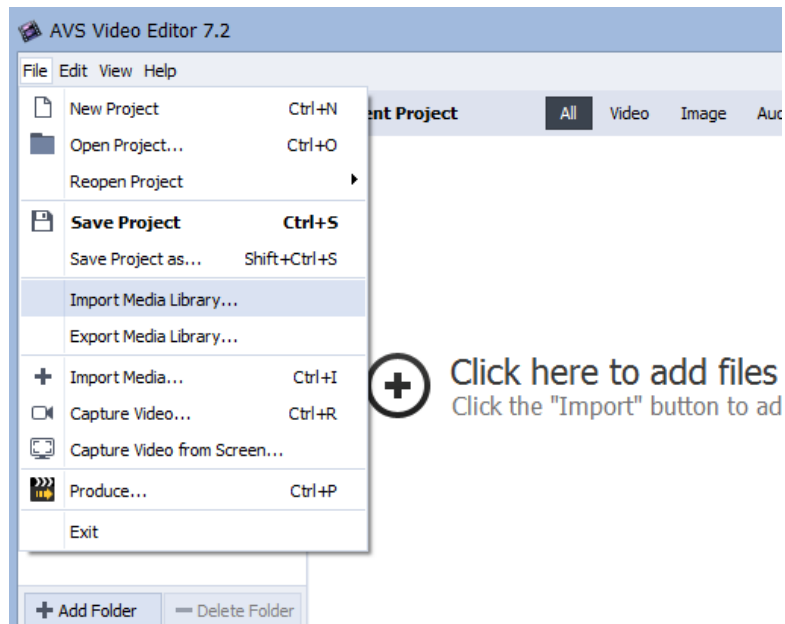 AVS Video Editor 7.2
File Edit View Help
New Project Ctrl+N
Open Project... Ctrl+O
Reopen Project
Save Project Ctrl+S
Save Project as... Shift+Ctrl+S
Import Media Library...
Export Media Library...
Import Media... Ctrl+I
Capture Video... Ctrl+R
Capture Video from Screen...
Produce... Ctrl+P
Exit
ent Project All Video Image Auc
Click here to add files
Click the "Import" button to ad
Add Folder Delete Folder